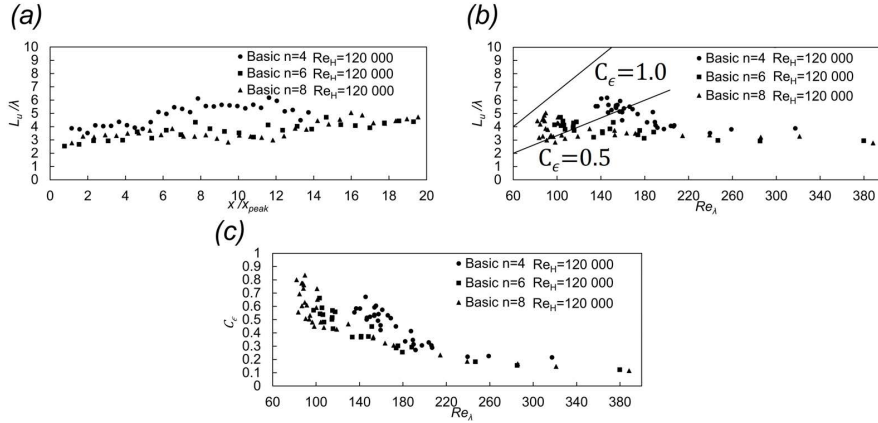 (a)
10
9
8
7
6
5
4
3
2
1
0
L_u/λ
Basic n=4 Re_H=120 000
Basic n=6 Re_H=120 000
Basic n=8 Re_H=120 000
0 2 4 6 8 10 12 14 16 18 20
x/x_peak
(b)
10
9
8
7
6
5
4
3
2
1
0
L_u/λ
Basic n=4 Re_H=120 000
Basic n=6 Re_H=120 000
Basic n=8 Re_H=120 000
C_ϵ=1.0
C_ϵ=0.5
60 100 140 180 220 260 300 340 380
Re_λ
(c)
1
0.9
0.8
0.7
0.6
0.5
0.4
0.3
0.2
0.1
0
C_ϵ
Basic n=4 Re_H=120 000
Basic n=6 Re_H=120 000
Basic n=8 Re_H=120 000
60 100 140 180 220 260 300 340 380
Re_λ